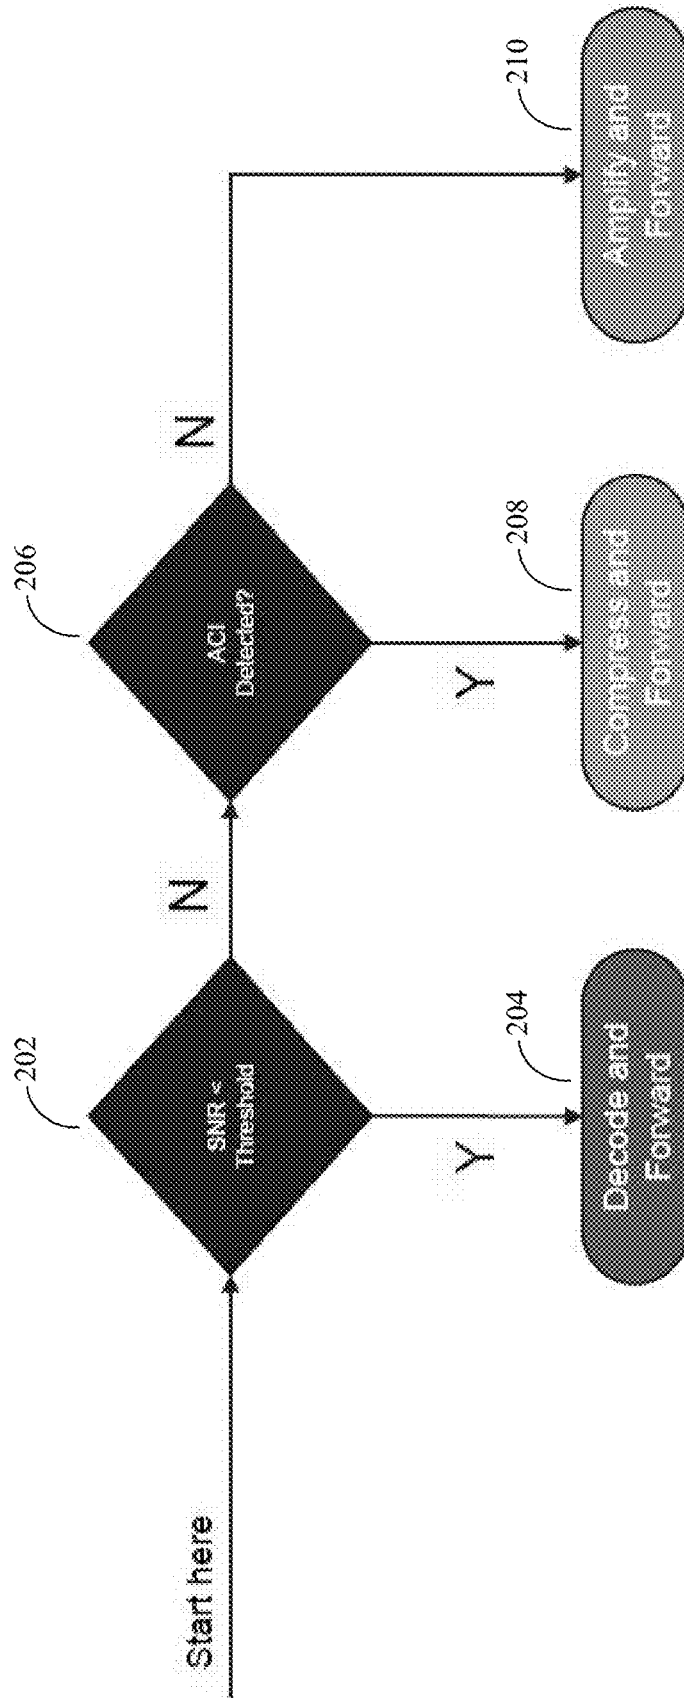 Start here
202
SNR <
Threshold
N
206
ACI
Detected?
N
Y
204
Decode and
Forward
Y
208
Compress and
Forward
210
Amplify and
Forward